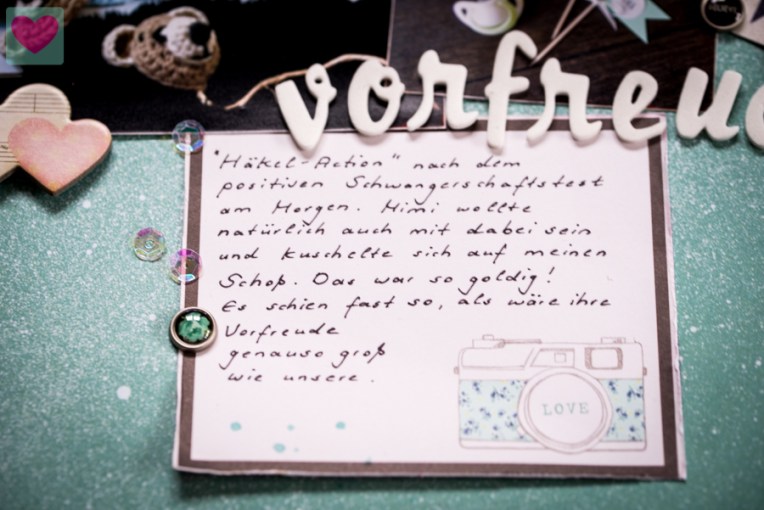 BELIEVE
vorfreu
"Häkel-Action" nach dem
positiven Schwangerschaftstest
am Morgen. Mimi wollte
natürlich auch mit dabei sein
und kuschelte sich auf meinen
Schoß. Das war so goldig!
Es schien fast so, als wäre ihre
Vorfreude
genauso groß
wie unsere.
LOVE